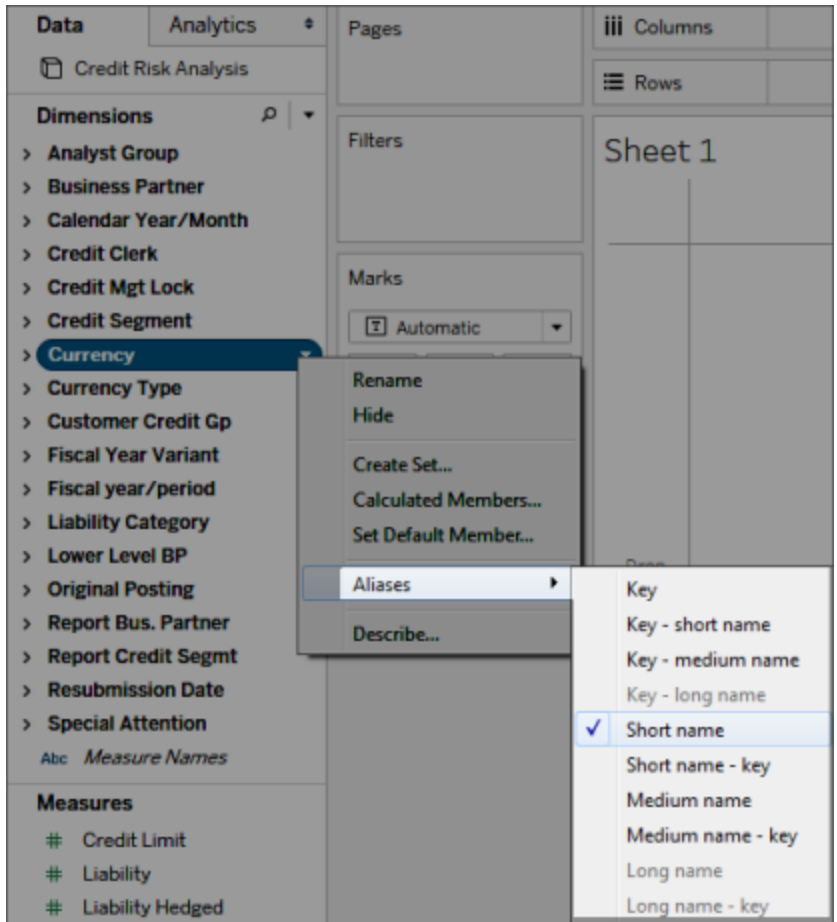 Data
Analytics
Credit Risk Analysis
Dimensions
Analyst Group
Business Partner
Calendar Year/Month
Credit Clerk
Credit Mgt Lock
Credit Segment
Currency
Currency Type
Customer Credit Gp
Fiscal Year Variant
Fiscal year/period
Liability Category
Lower Level BP
Original Posting
Report Bus. Partner
Report Credit Segmt
Resubmission Date
Special Attention
Abc Measure Names
Measures
# Credit Limit
# Liability
# Liability Hedged
Pages
Filters
Marks
T Automatic
Columns
Rows
Sheet 1
Drop
Rename
Hide
Create Set...
Calculated Members...
Set Default Member...
Aliases
Describe...
Key
Key - short name
Key - medium name
Key - long name
Short name
Short name - key
Medium name
Medium name - key
Long name
Long name - key